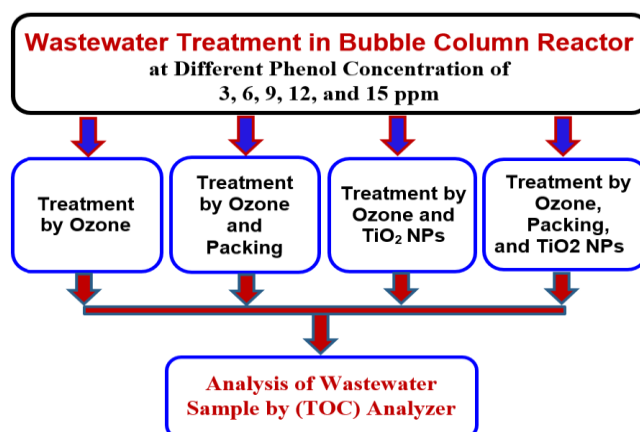 Wastewater Treatment in Bubble Column Reactor
at Different Phenol Concentration of
3, 6, 9, 12, and 15 ppm
Treatment
by Ozone
Treatment
by Ozone
and
Packing
Treatment by
Ozone and
TiO₂ NPs
Treatment by
Ozone,
Packing,
and TiO2 NPs
Analysis of Wastewater
Sample by (TOC) Analyzer